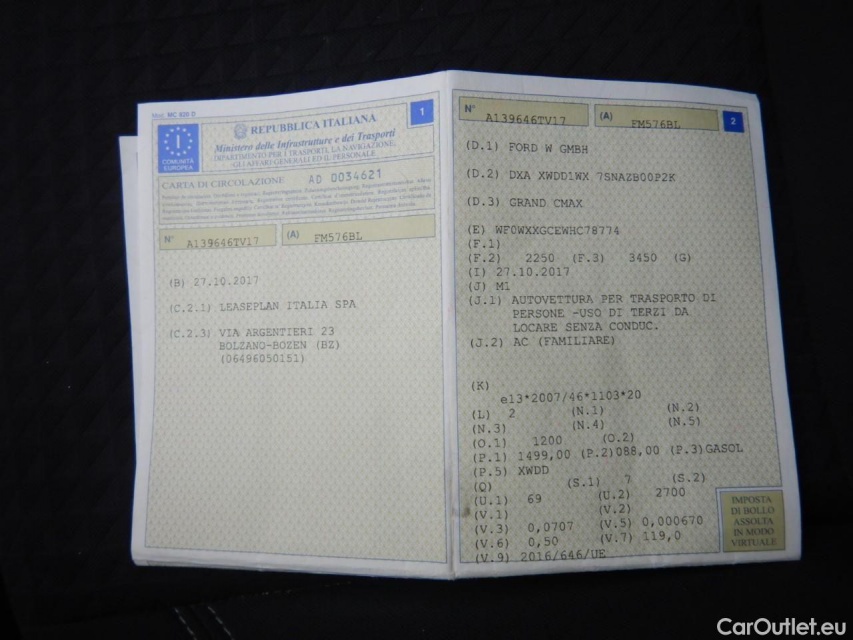 Mod. MC 820 D
1
I
COMUNITÀ
EUROPEA
REPUBBLICA ITALIANA
Ministero delle Infrastrutture e dei Trasporti
DIPARTIMENTO PER I TRASPORTI, LA NAVIGAZIONE,
GLI AFFARI GENERALI ED IL PERSONALE
CARTA DI CIRCOLAZIONE AD 0034621
N° A139646TV17 (A) FM576BL
(B) 27.10.2017
(C.2.1) LEASEPLAN ITALIA SPA
(C.2.3) VIA ARGENTIERI 23
BOLZANO-BOZEN (BZ)
(06496050151)
N° A139646TV17 (A) FM576BL
2
(D.1) FORD W GMBH
(D.2) DXA XWDD1WX 7SNAZB00P2K
(D.3) GRAND CMAX
(E) WF0WXXGCEWHC78774
(F.1)
(F.2) 2250 (F.3) 3450 (G)
(I) 27.10.2017
(J) M1
(J.1) AUTOVETTURA PER TRASPORTO DI
PERSONE -USO DI TERZI DA
LOCARE SENZA CONDUC.
(J.2) AC (FAMILIARE)
(K)
e13*2007/46*1103*20
(L) 2 (N.1) (N.2)
(N.3) (N.4) (N.5)
(O.1) 1200 (O.2)
(P.1) 1499,00 (P.2)088,00 (P.3)GASOL
(P.5) XWDD
(Q) (S.1) 7 (S.2)
(U.1) 69 (U.2) 2700
(V.1) (V.2)
(V.3) 0,0707 (V.5) 0,000670
(V.6) 0,50 (V.7) 119,0
(V.9) 2016/646/UE
IMPOSTA
DI BOLLO
ASSOLTA
IN MODO
VIRTUALE
CarOutlet.eu